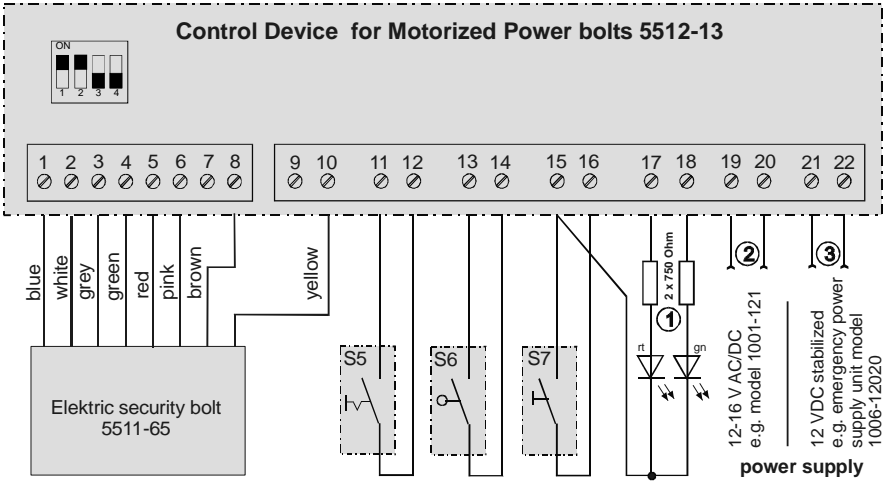 Control Device for Motorized Power bolts 5512-13
ON
1 2 3 4
1 2 3 4 5 6 7 8 9 10 11 12 13 14 15 16 17 18 19 20 21 22
blue
white
grey
green
red
pink
brown
yellow
2 x 750 Ohm
1
2
3
S5
S6
S7
rt
gn
Elektric security bolt
5511-65
12-16 V AC/DC
e.g. model 1001-121
12 VDC stabilized
e.g. emergency power
supply unit model
1006-12020
power supply